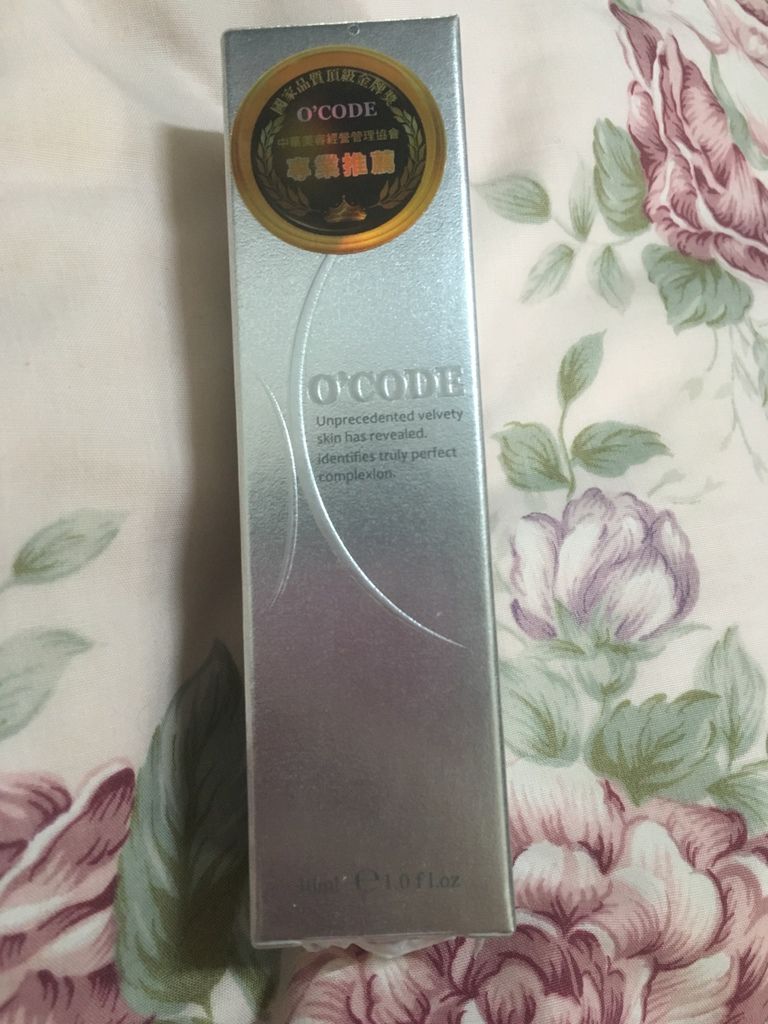 國家品質頂級金牌獎
O'CODE
中華美容經營管理協會
專業推薦
O'CODE
Unprecedented velvety
skin has revealed.
identifies truly perfect
complexion.
℮ 1.0 fl.oz